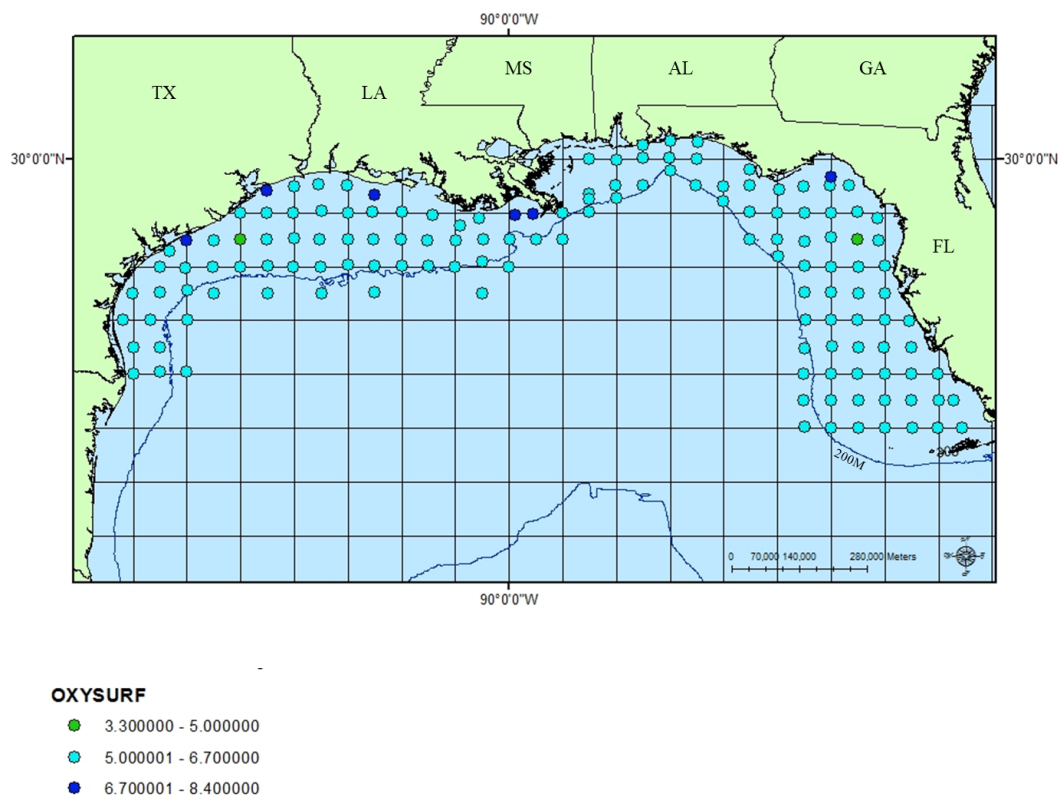 90°0'0"W
TX
LA
MS
AL
GA
30°0'0"N
30°0'0"N
FL
200M
0 70,000 140,000 280,000 Meters
90°0'0"W
OXYSURF
3.300000 - 5.000000
5.000001 - 6.700000
6.700001 - 8.400000